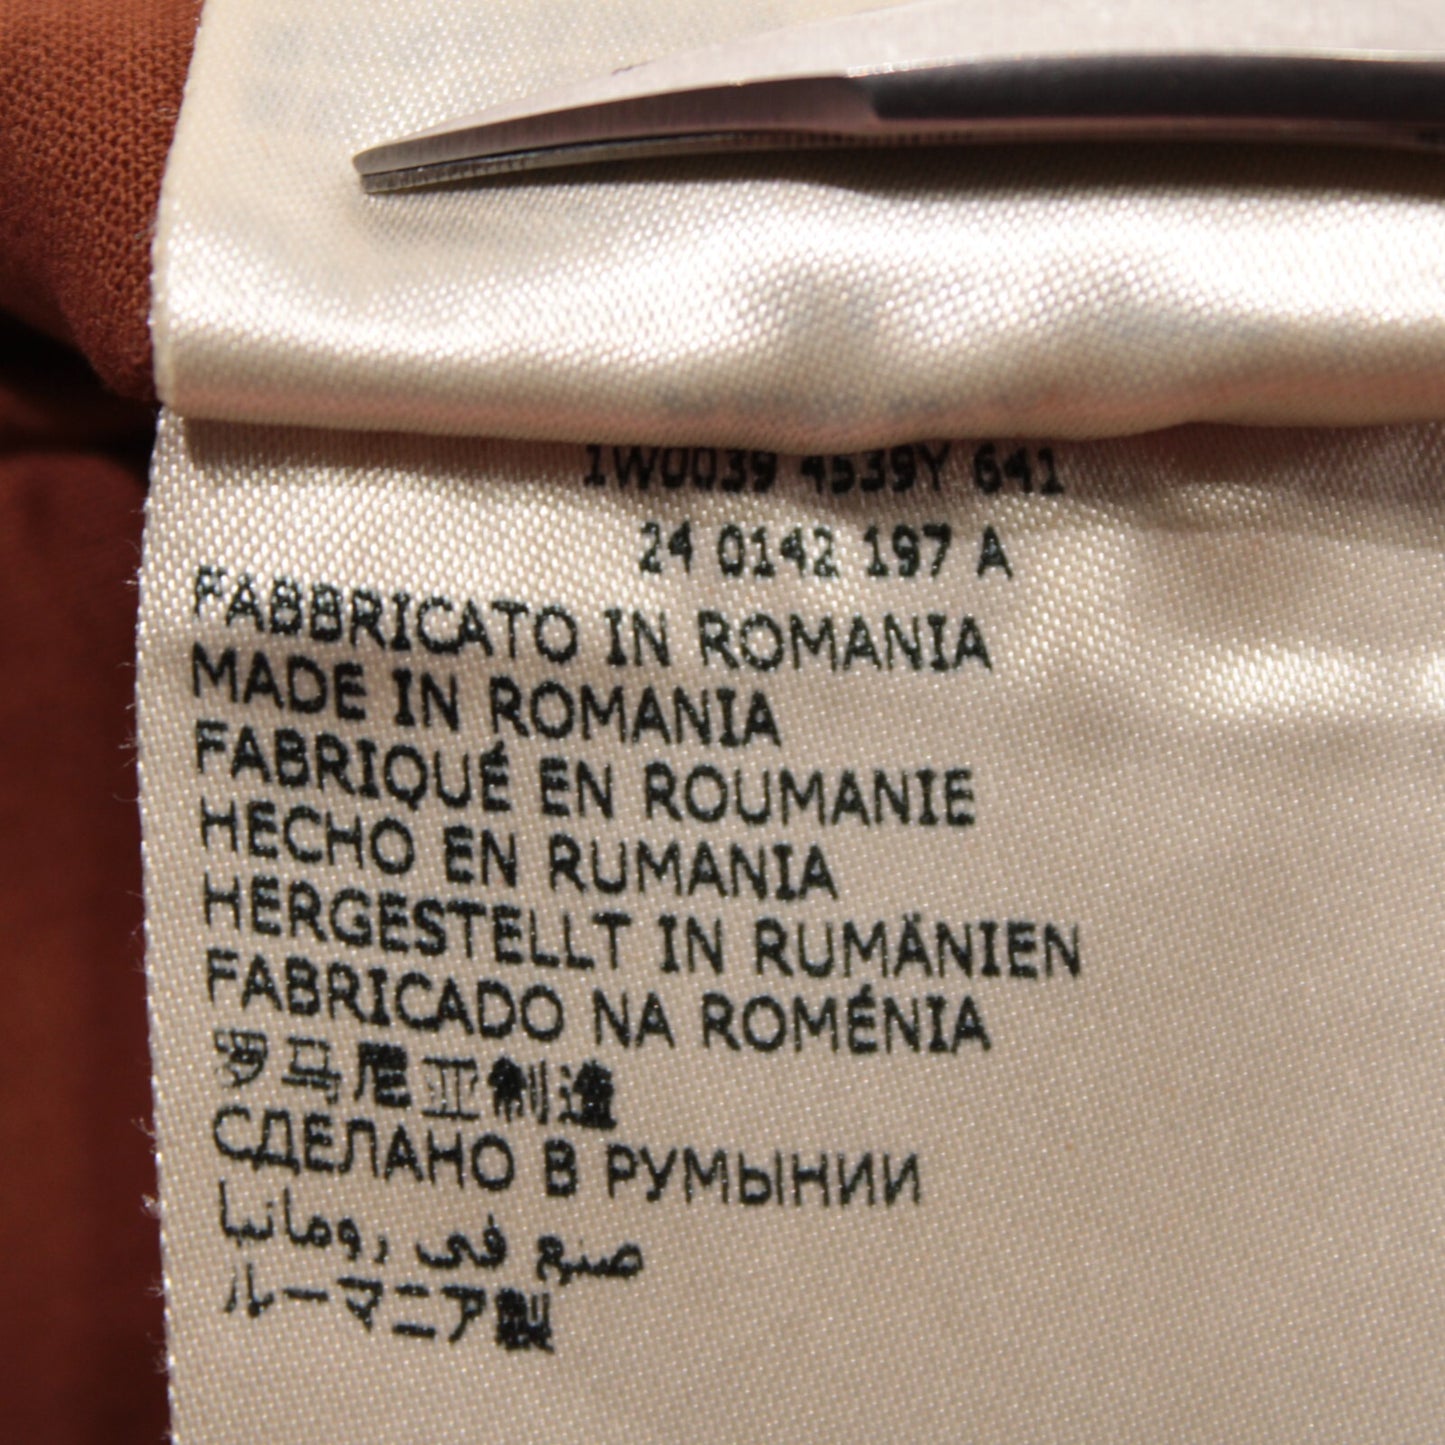 1W0039 4539Y 641
24 0142 197 A
FABBRICATO IN ROMANIA
MADE IN ROMANIA
FABRIQUÉ EN ROUMANIE
HECHO EN RUMANIA
HERGESTELLT IN RUMÄNIEN
FABRICADO NA ROMÉNIA
罗马尼亚制造
СДЕЛАНО В РУМЫНИИ
صنع في رومانيا
ルーマニア製